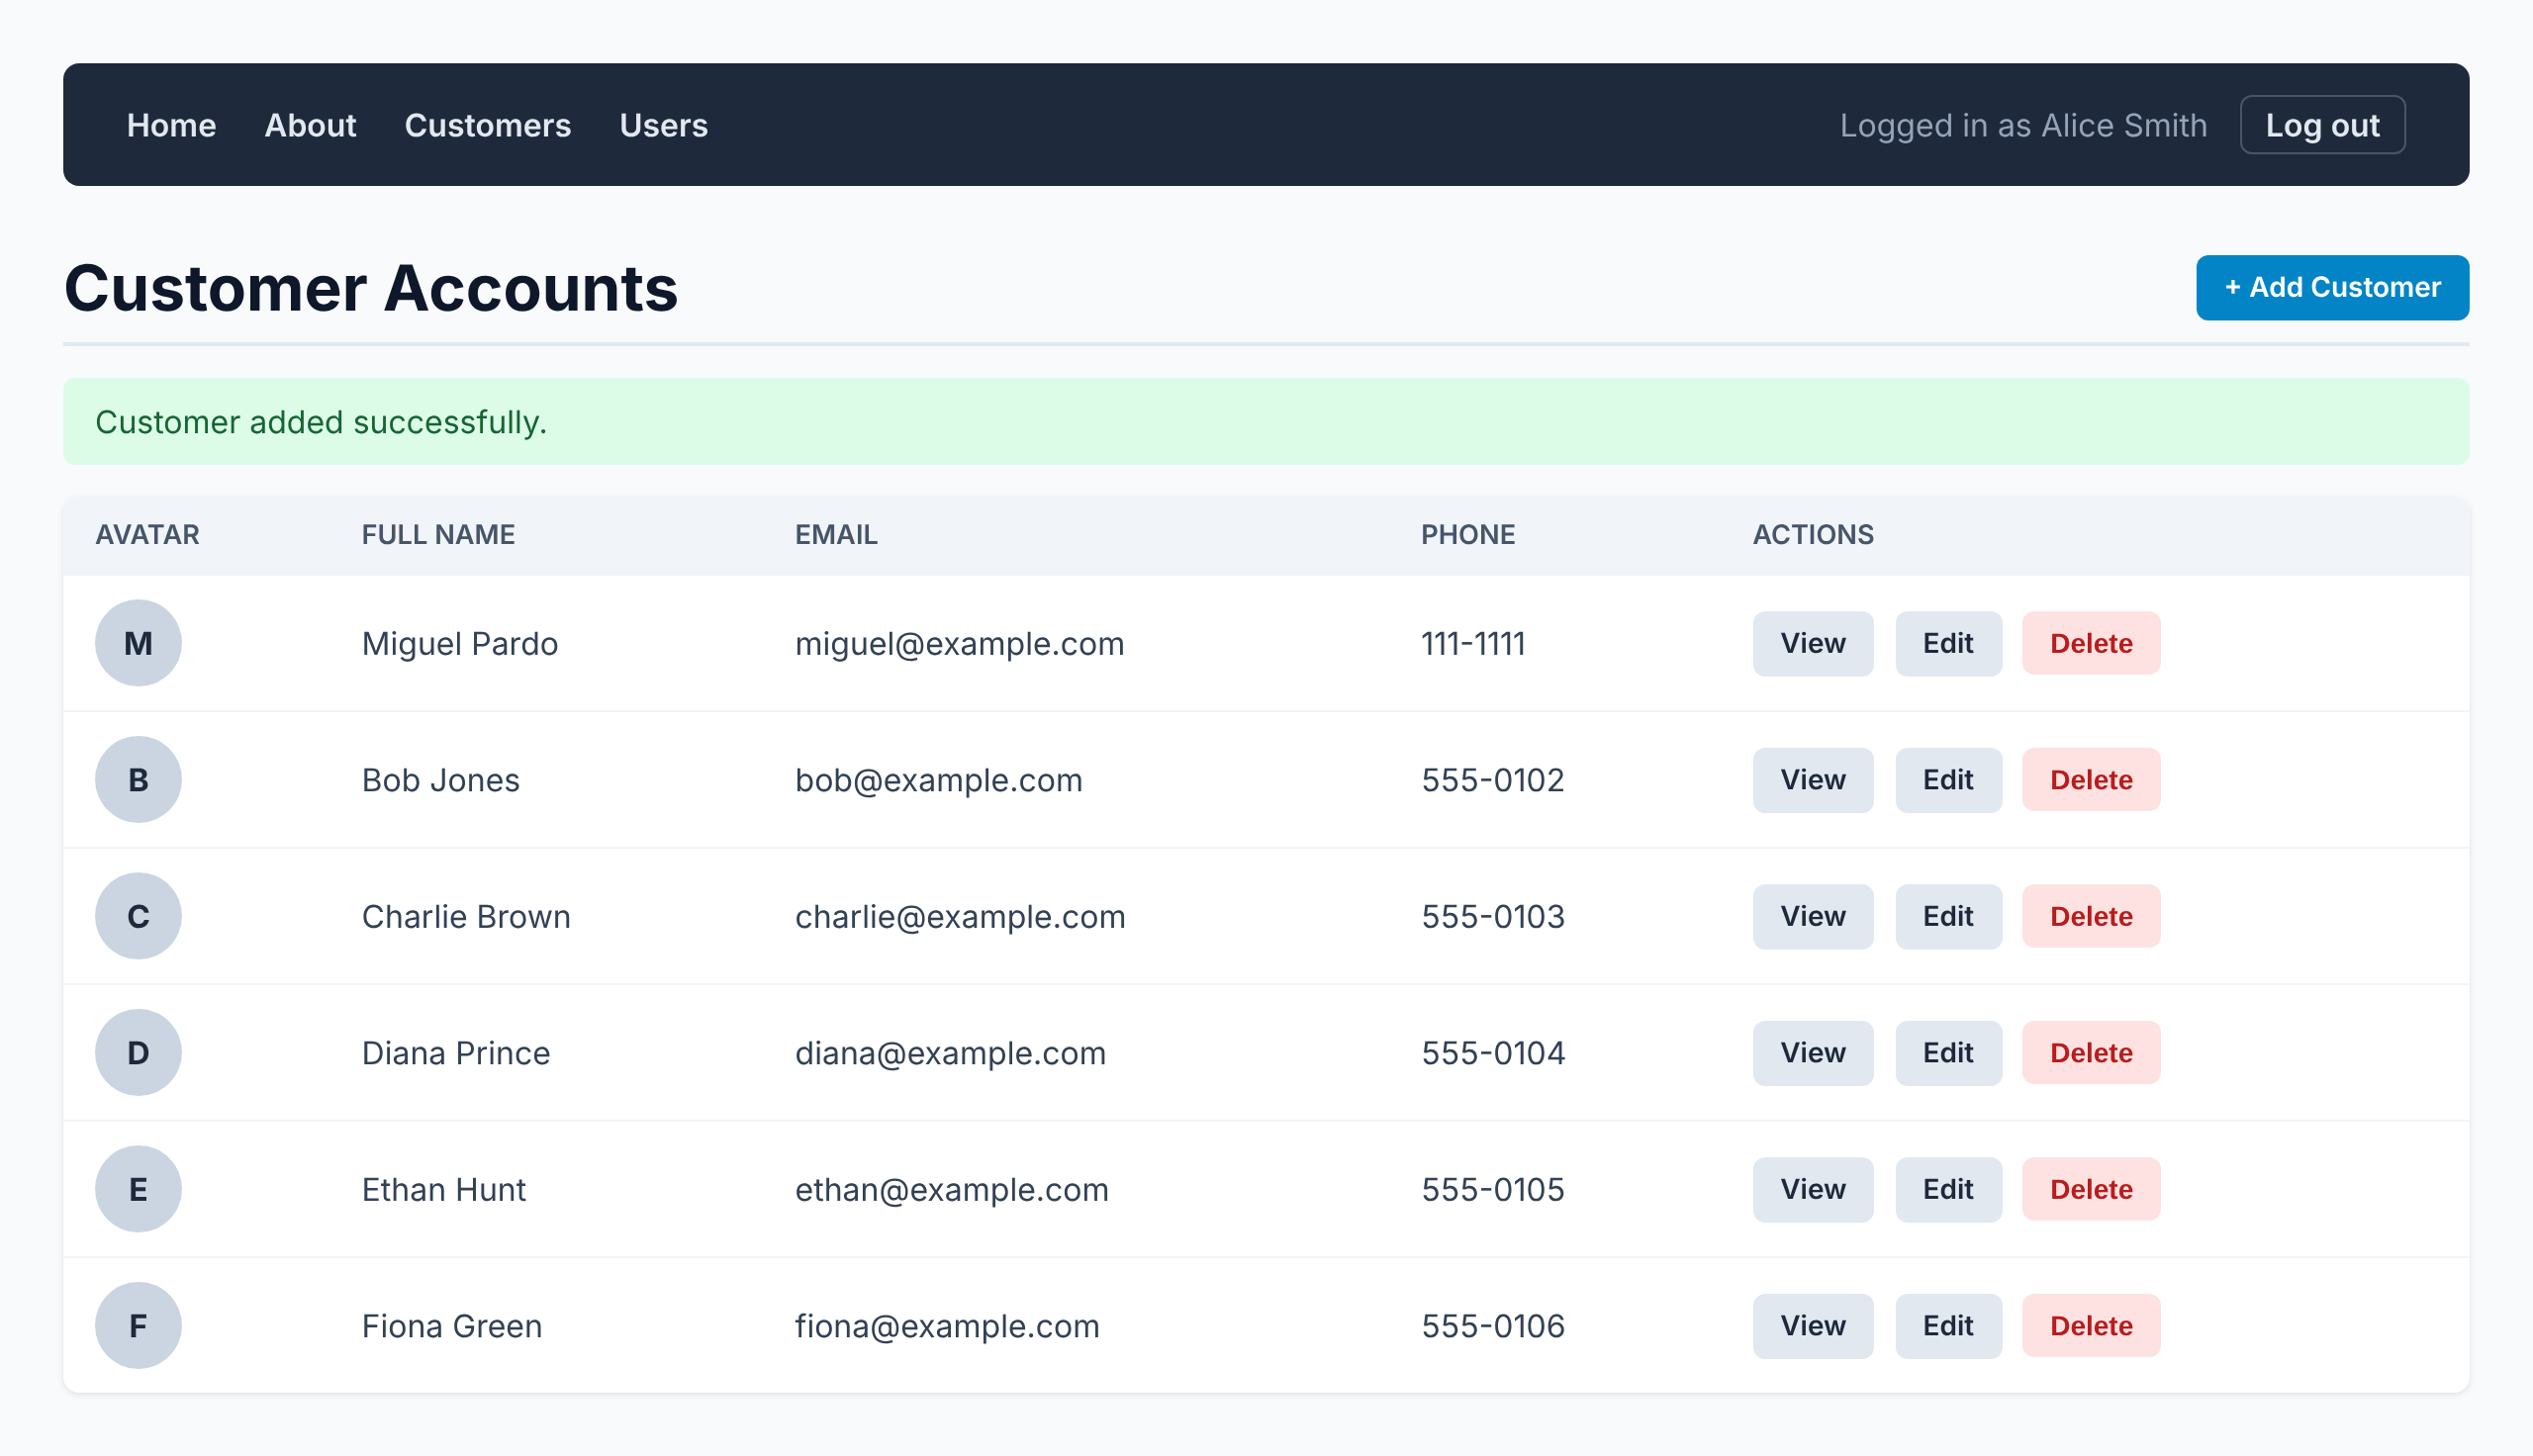 Home About Customers Users Logged in as Alice Smith Log out
Customer Accounts + Add Customer
Customer added successfully.
AVATAR FULL NAME EMAIL PHONE ACTIONS
M Miguel Pardo miguel@example.com 111-1111 View Edit Delete
B Bob Jones bob@example.com 555-0102 View Edit Delete
C Charlie Brown charlie@example.com 555-0103 View Edit Delete
D Diana Prince diana@example.com 555-0104 View Edit Delete
E Ethan Hunt ethan@example.com 555-0105 View Edit Delete
F Fiona Green fiona@example.com 555-0106 View Edit Delete